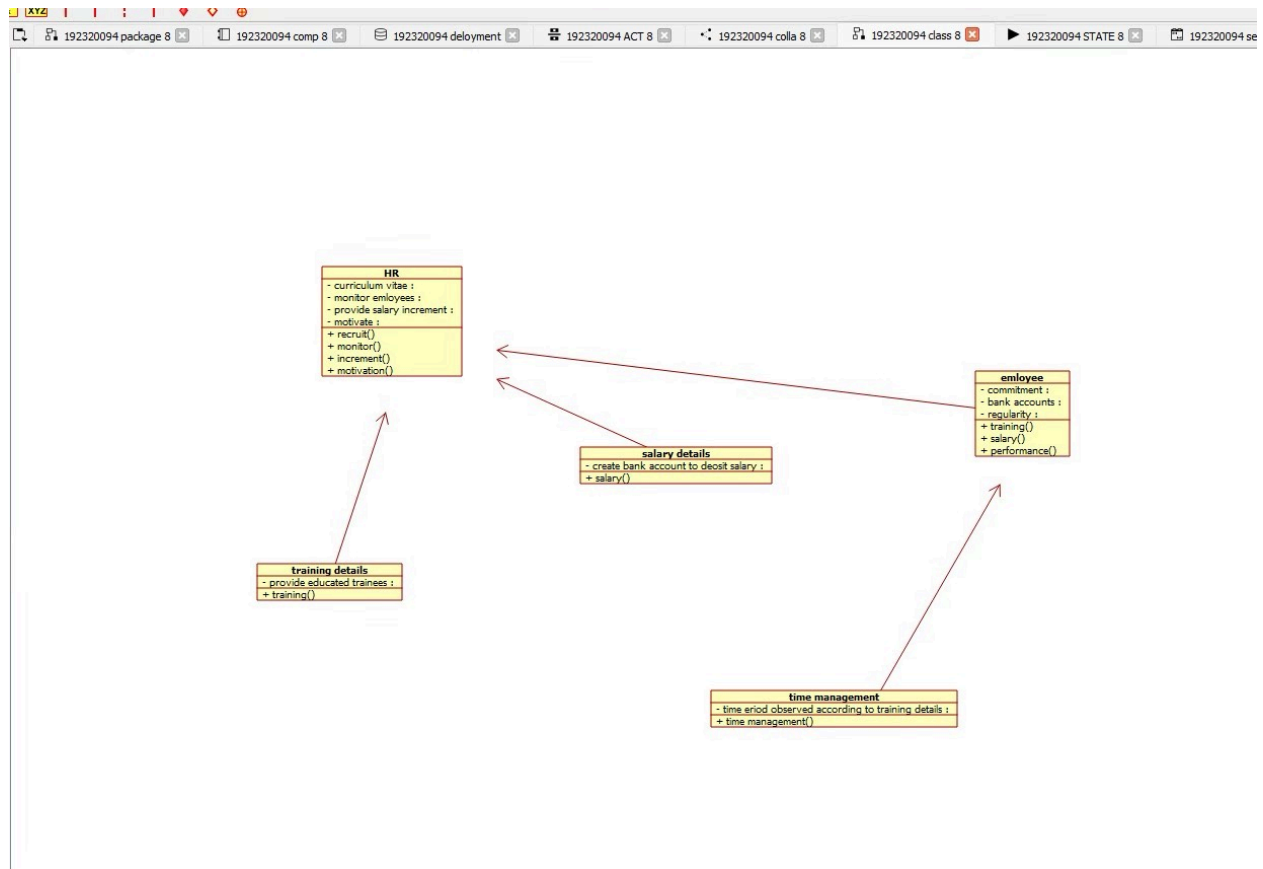 XYZ
192320094 package 8
192320094 comp 8
192320094 deloyment
192320094 ACT 8
192320094 colla 8
192320094 class 8
192320094 STATE 8
192320094 se
HR
- curriculum vitae :
- monitor emloyees :
- provide salary increment :
- motivate :
+ recruit()
+ monitor()
+ increment()
+ motivation()
emloyee
- commitment :
- bank accounts :
- regularity :
+ training()
+ salary()
+ performance()
salary details
- create bank account to deosit salary :
+ salary()
training details
- provide educated trainees :
+ training()
time management
- time eriod observed according to training details :
+ time management()